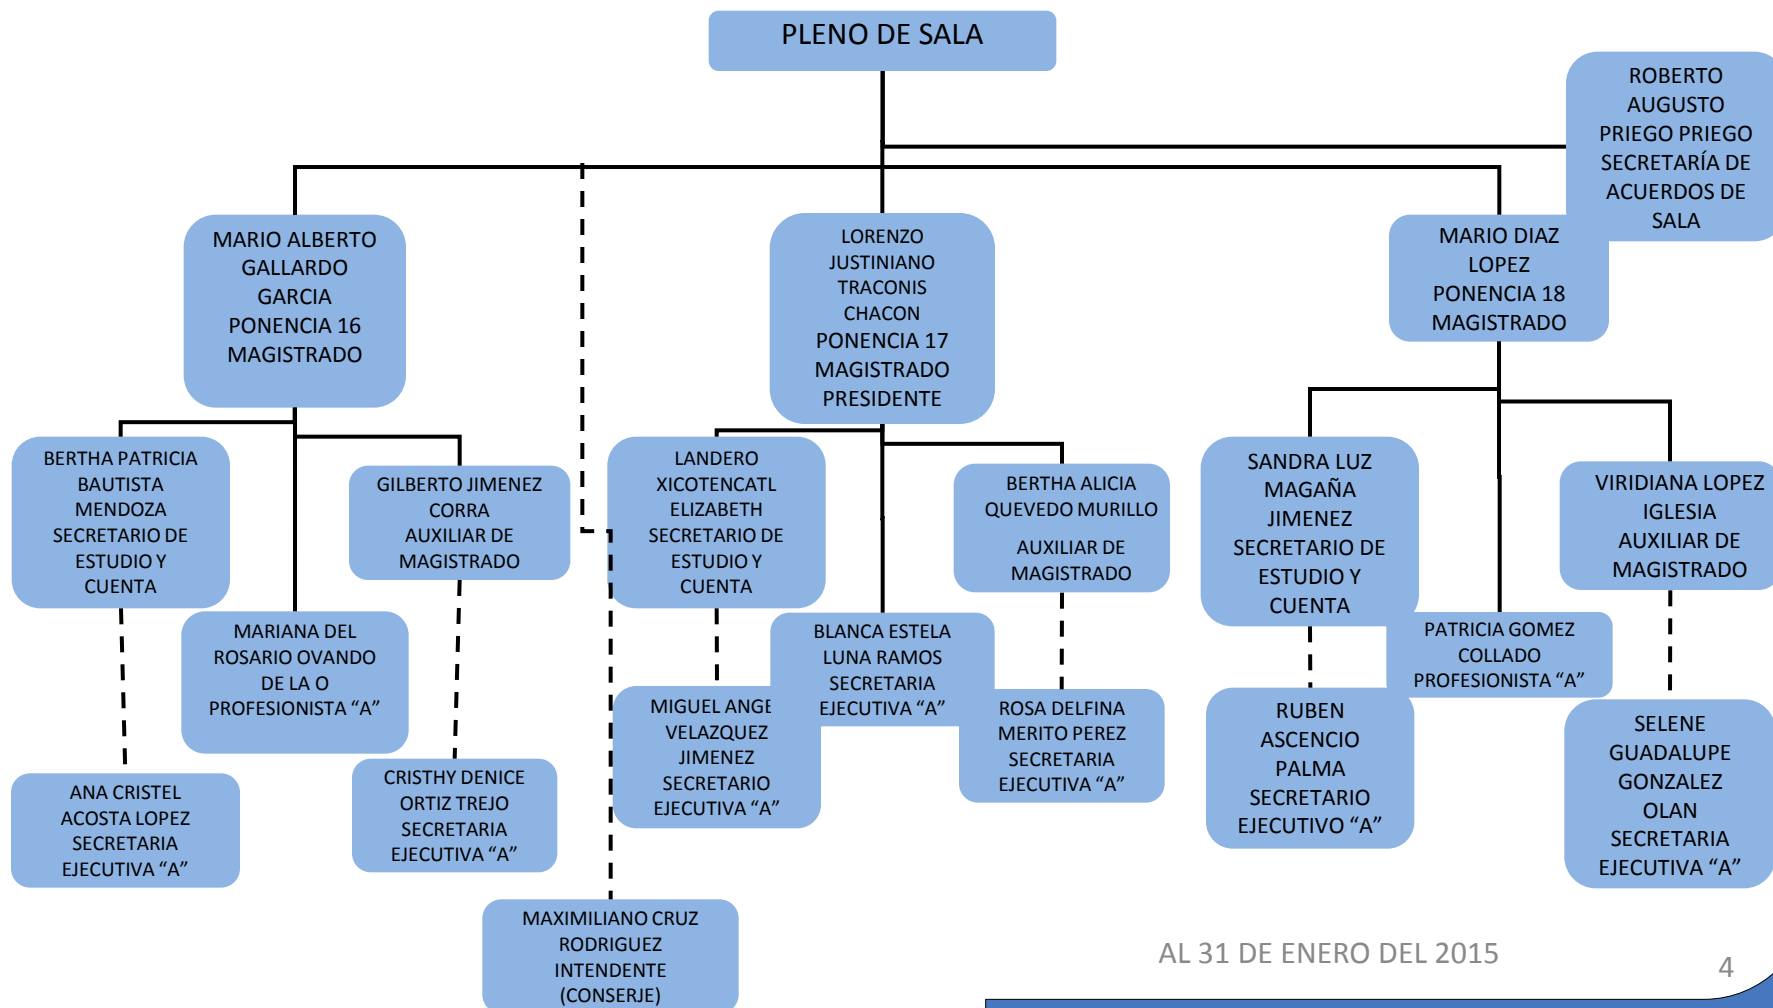 PLENO DE SALA
ROBERTO
AUGUSTO
PRIEGO PRIEGO
SECRETARÍA DE
ACUERDOS DE
SALA
MARIO ALBERTO
GALLARDO
GARCIA
PONENCIA 16
MAGISTRADO
LORENZO
JUSTINIANO
TRACONIS
CHACON
PONENCIA 17
MAGISTRADO
PRESIDENTE
MARIO DIAZ
LOPEZ
PONENCIA 18
MAGISTRADO
BERTHA PATRICIA
BAUTISTA
MENDOZA
SECRETARIO DE
ESTUDIO Y
CUENTA
GILBERTO JIMENEZ
CORRA
AUXILIAR DE
MAGISTRADO
LANDERO
XICOTENCATL
ELIZABETH
SECRETARIO DE
ESTUDIO Y
CUENTA
BERTHA ALICIA
QUEVEDO MURILLO
AUXILIAR DE
MAGISTRADO
SANDRA LUZ
MAGAÑA
JIMENEZ
SECRETARIO DE
ESTUDIO Y
CUENTA
VIRIDIANA LOPEZ
IGLESIA
AUXILIAR DE
MAGISTRADO
MARIANA DEL
ROSARIO OVANDO
DE LA O
PROFESIONISTA “A”
BLANCA ESTELA
LUNA RAMOS
SECRETARIA
EJECUTIVA “A”
PATRICIA GOMEZ
COLLADO
PROFESIONISTA “A”
ANA CRISTEL
ACOSTA LOPEZ
SECRETARIA
EJECUTIVA “A”
CRISTHY DENICE
ORTIZ TREJO
SECRETARIA
EJECUTIVA “A”
MIGUEL ANGE
VELAZQUEZ
JIMENEZ
SECRETARIO
EJECUTIVA “A”
ROSA DELFINA
MERITO PEREZ
SECRETARIA
EJECUTIVA “A”
RUBEN
ASCENCIO
PALMA
SECRETARIO
EJECUTIVO “A”
SELENE
GUADALUPE
GONZALEZ
OLAN
SECRETARIA
EJECUTIVA “A”
MAXIMILIANO CRUZ
RODRIGUEZ
INTENDENTE
(CONSERJE)
AL 31 DE ENERO DEL 2015
4